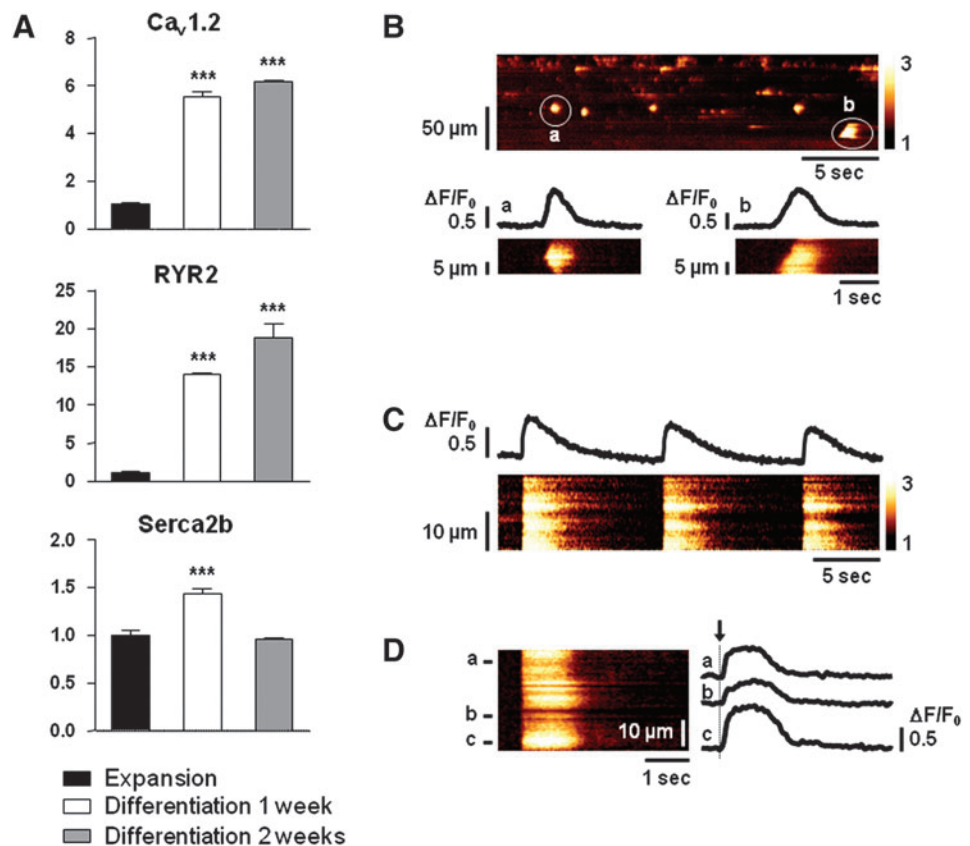 A
Cav1.2
8
6
4
2
0
***
***
RYR2
25
20
15
10
5
0
***
***
Serca2b
2.0
1.5
1.0
0.5
0.0
***
Expansion
Differentiation 1 week
Differentiation 2 weeks
B
50 µm
a
b
3
1
5 sec
ΔF/F0
0.5
a
5 µm
ΔF/F0
0.5
b
5 µm
1 sec
C
ΔF/F0
0.5
10 µm
3
1
5 sec
D
a
b
c
10 µm
1 sec
a
b
c
ΔF/F0
0.5